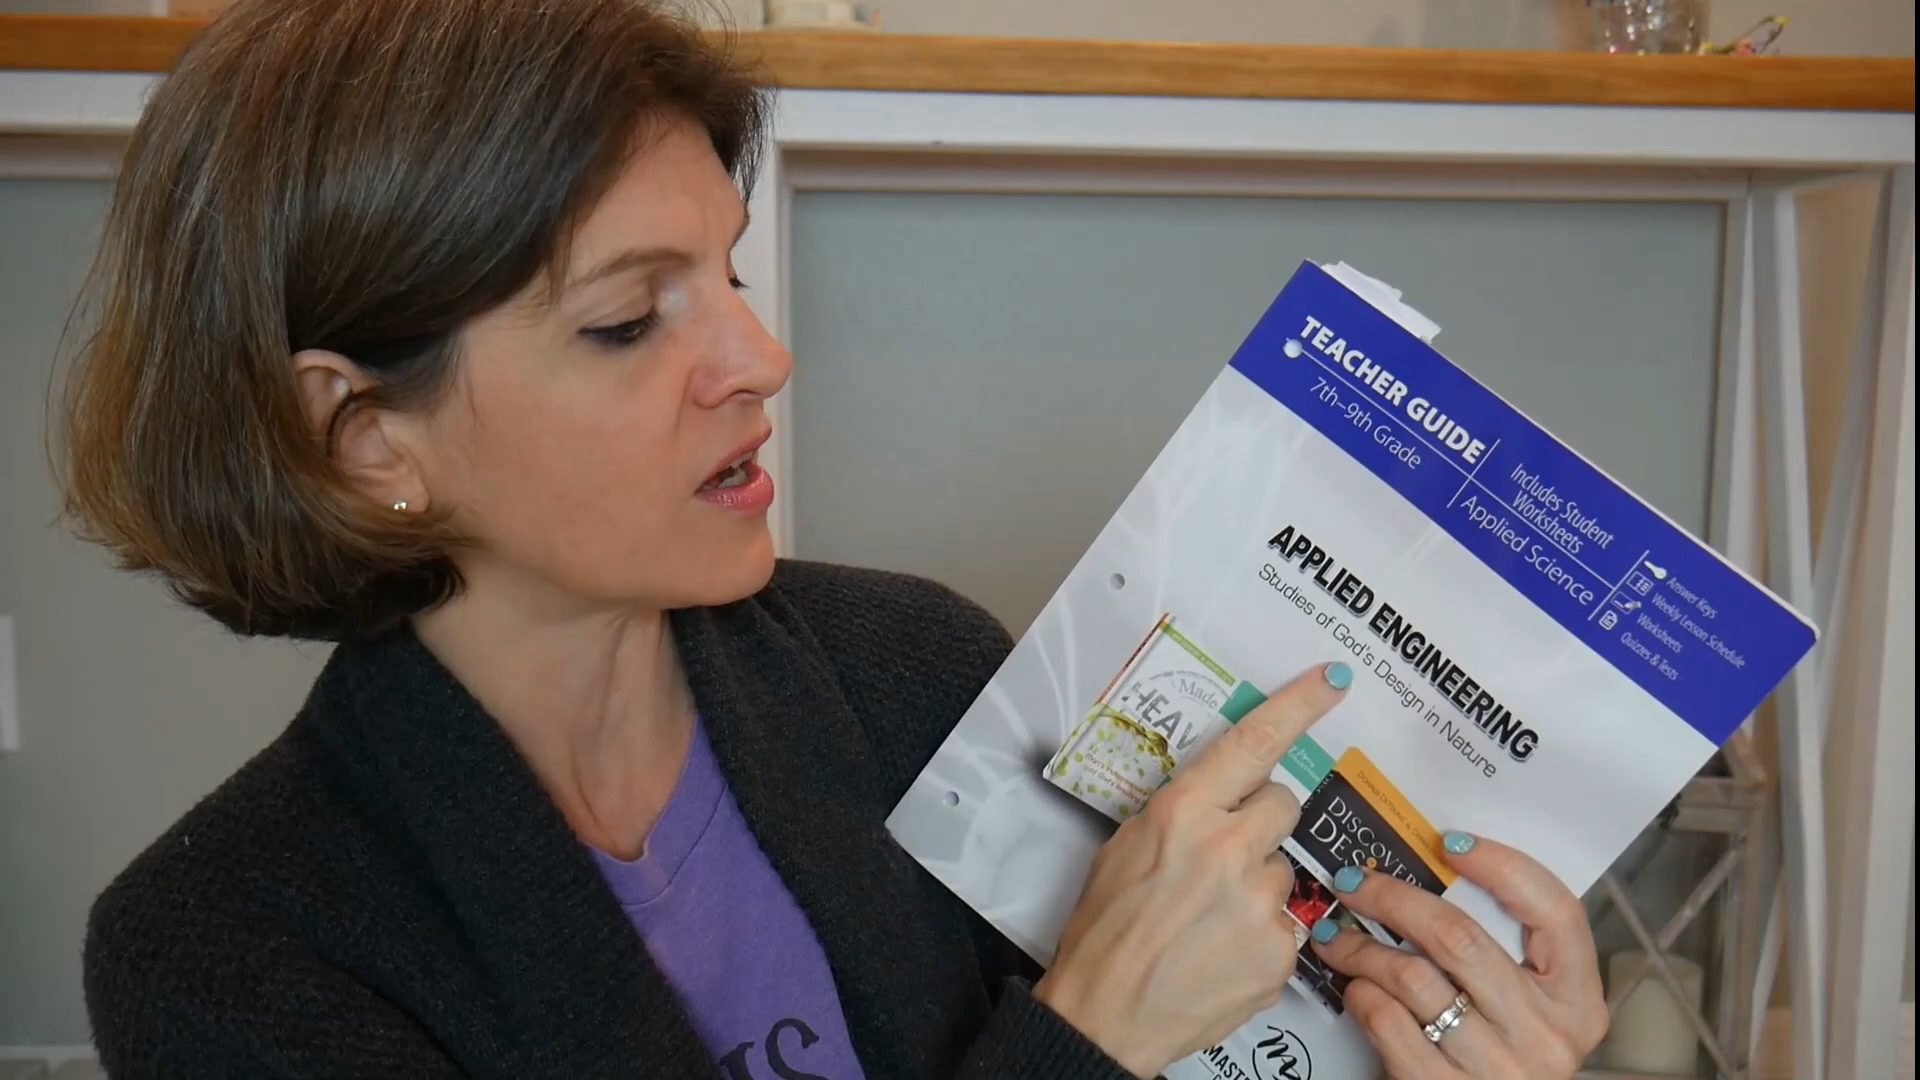 TEACHER GUIDE
7th–9th Grade
Includes Student
Worksheets
Applied Science
Answer Keys
Weekly Lesson Schedule
Worksheets
Quizzes & Tests
APPLIED ENGINEERING
Studies of God's Design in Nature
Made
HEAV
DISCOVERY
DES